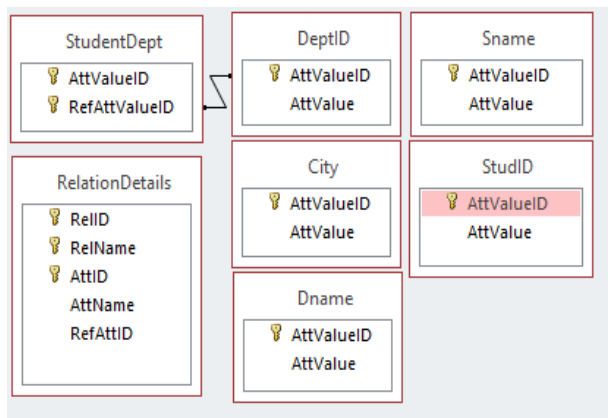 StudentDept
AttValueID
RefAttValueID
DeptID
AttValueID
AttValue
Sname
AttValueID
AttValue
RelationDetails
RelID
RelName
AttID
AttName
RefAttID
City
AttValueID
AttValue
StudID
AttValueID
AttValue
Dname
AttValueID
AttValue